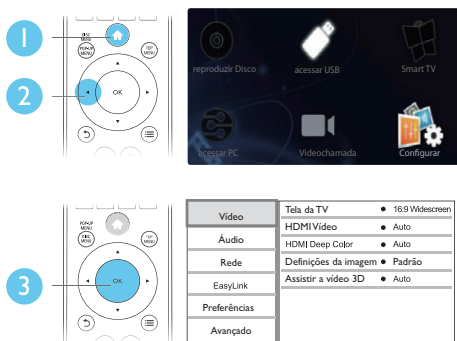 1
DISC
MENU
POP-UP
MENU
TOP
MENU
2
OK
reproduzir Disco
acessar USB
Smart TV
acessar PC
Videochamada
Configurar
POP-UP
MENU
DISC
MENU
TOP
MENU
3
OK
Vídeo
Áudio
Rede
EasyLink
Preferências
Avançado
Tela da TV • 16:9 Widescreen
HDMI Vídeo • Auto
HDMI Deep Color • Auto
Definições da imagem • Padrão
Assistir a vídeo 3D • Auto